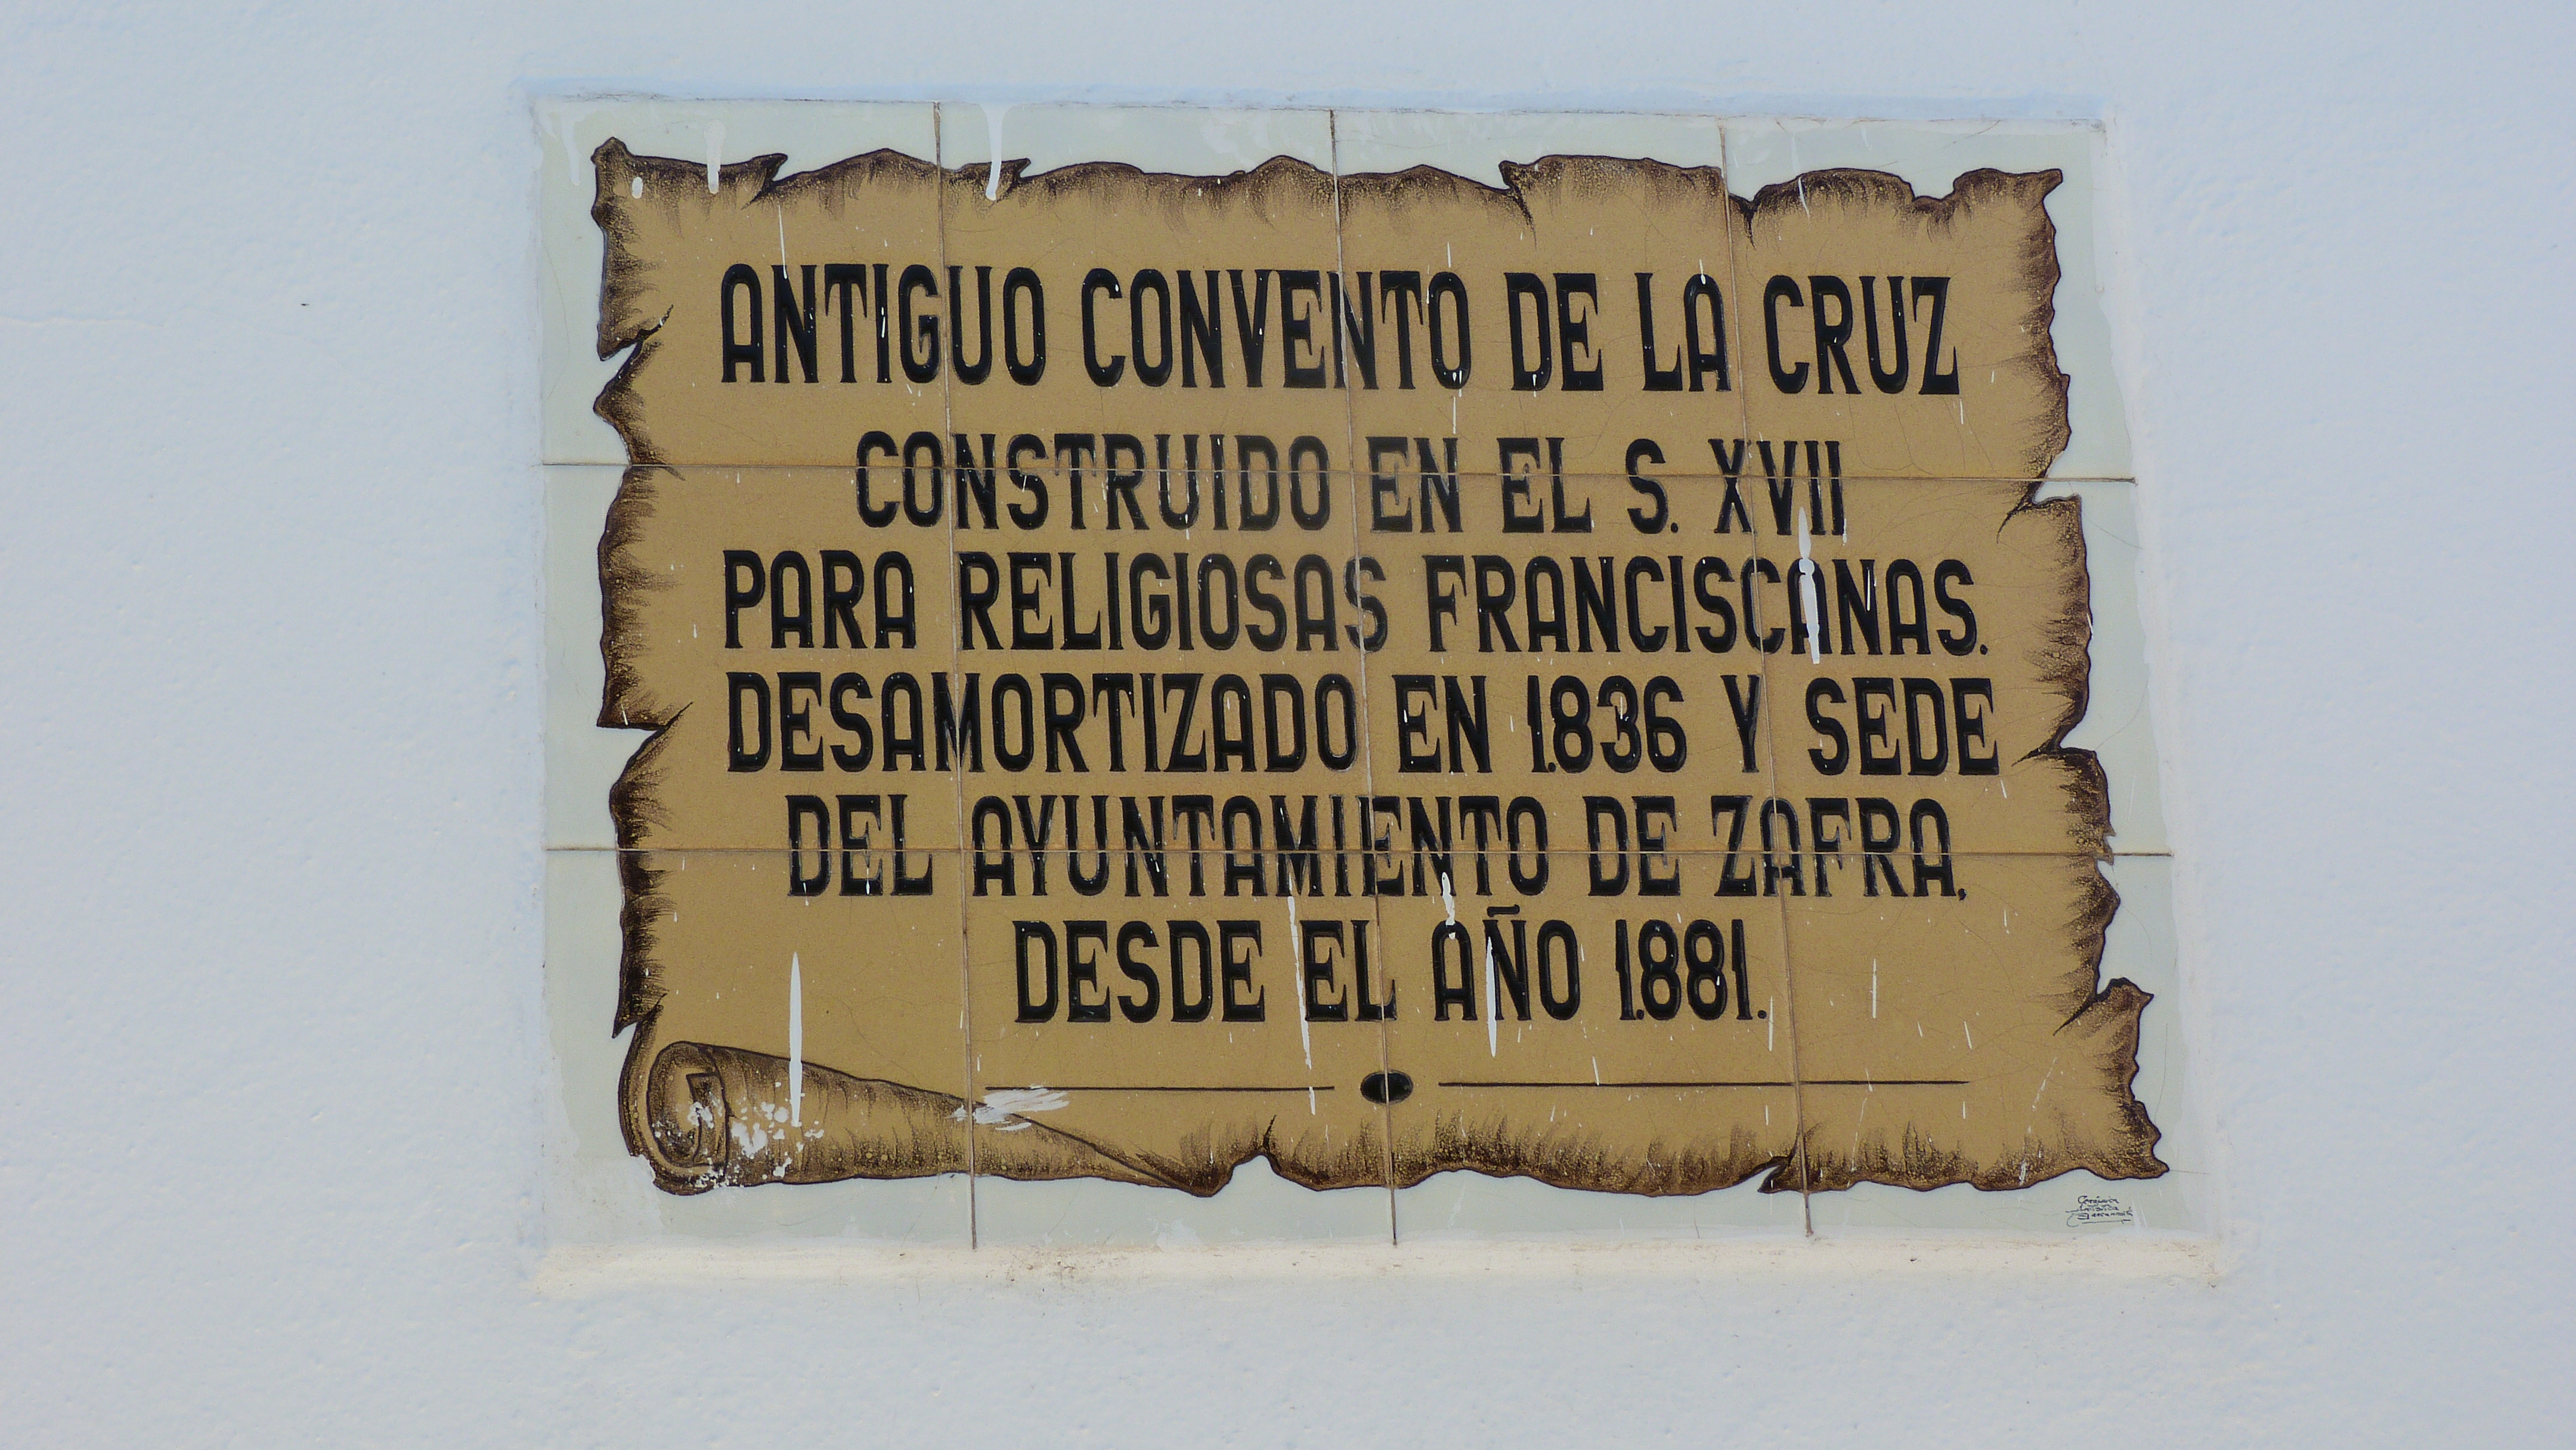 ANTIGUO CONVENTO DE LA CRUZ
CONSTRUIDO EN EL S. XVII
PARA RELIGIOSAS FRANCISCANAS.
DESAMORTIZADO EN 1.836 Y SEDE
DEL AYUNTAMIENTO DE ZAFRA,
DESDE EL AÑO 1.881.